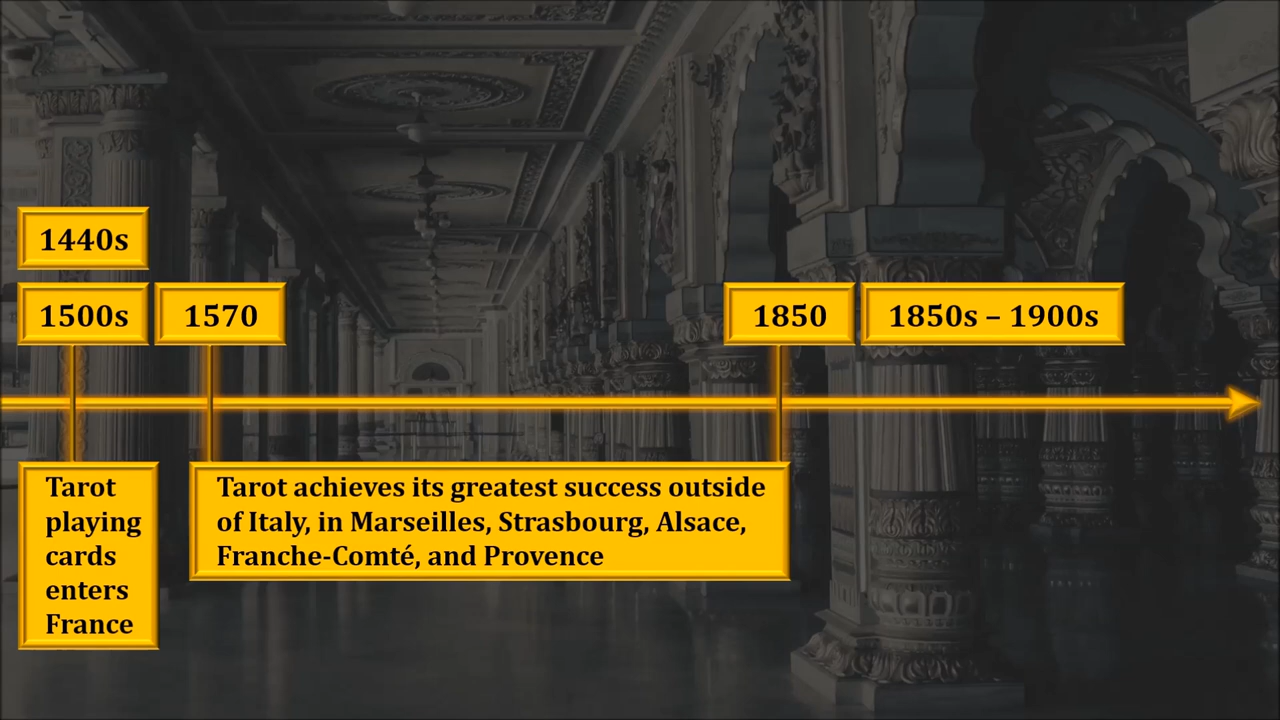 1440s
1500s
1570
1850
1850s – 1900s
Tarot
playing
cards
enters
France
Tarot achieves its greatest success outside
of Italy, in Marseilles, Strasbourg, Alsace,
Franche-Comté, and Provence